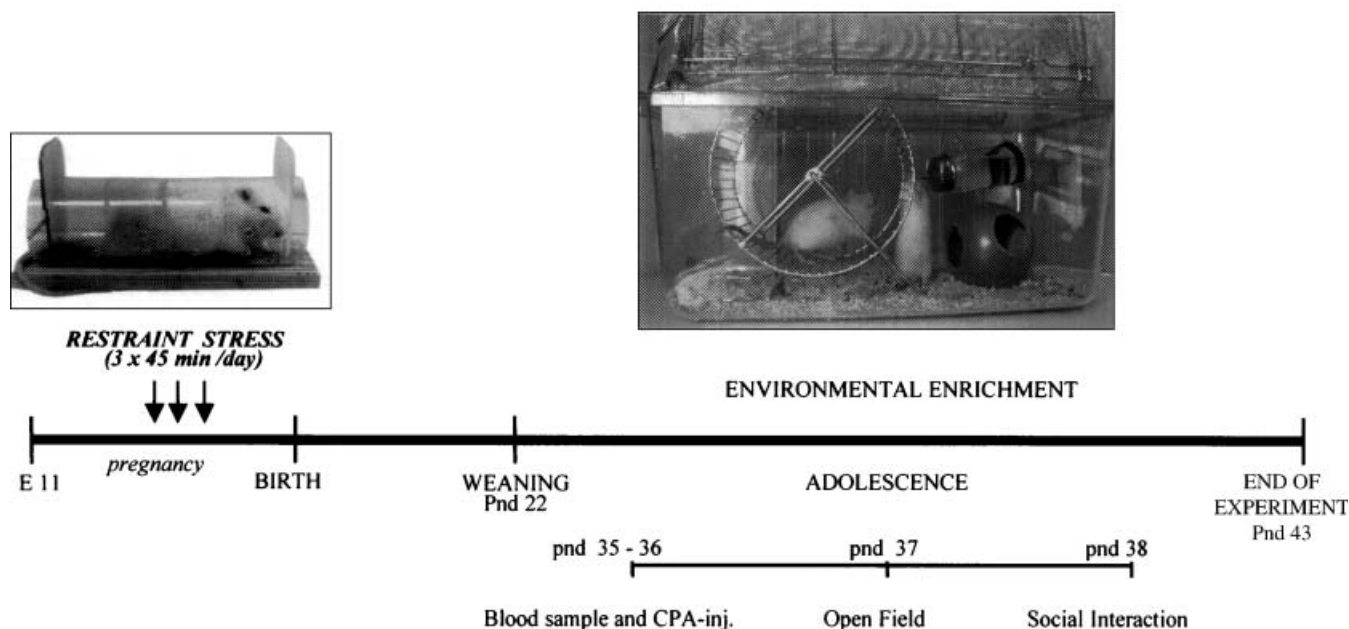 RESTRAINT STRESS
(3 x 45 min /day)
ENVIRONMENTAL ENRICHMENT
pregnancy
E 11
BIRTH
WEANING
Pnd 22
ADOLESCENCE
END OF
EXPERIMENT
Pnd 43
pnd 35 - 36
pnd 37
pnd 38
Blood sample and CPA-inj.
Open Field
Social Interaction